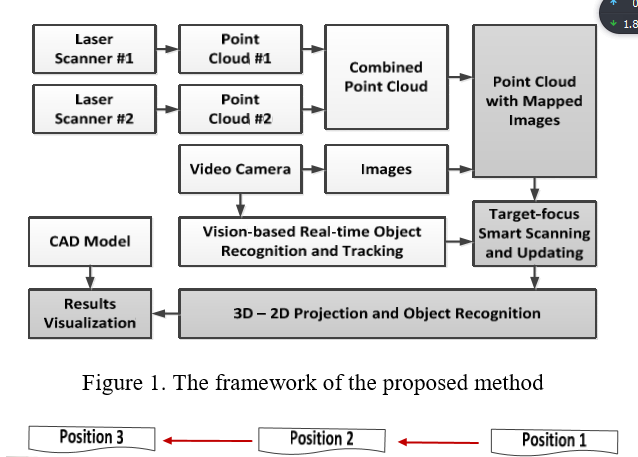 0
1.8
Laser
Scanner #1
Point
Cloud #1
Combined
Point Cloud
Point Cloud
with Mapped
Images
Laser
Scanner #2
Point
Cloud #2
Video Camera
Images
CAD Model
Vision-based Real-time Object
Recognition and Tracking
Target-focus
Smart Scanning
and Updating
Results
Visualization
3D – 2D Projection and Object Recognition
Figure 1. The framework of the proposed method
Position 3
Position 2
Position 1